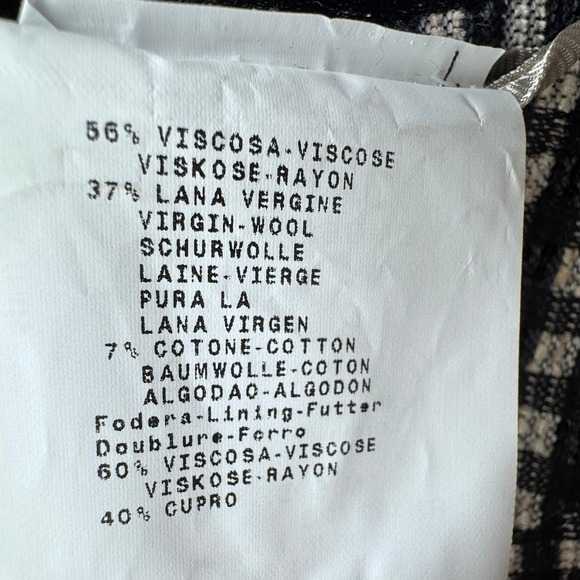 56% VISCOSA-VISCOSE
VISKOSE-RAYON
37% LANA VERGINE
VIRGIN-WOOL
SCHURWOLLE
LAINE-VIERGE
PURA LA
LANA VIRGEN
7% COTONE-COTTON
BAUMWOLLE-COTON
ALGODAO-ALGODON
Fodera-Lining-Futter
Doublure-Forro
60% VISCOSA-VISCOSE
VISKOSE-RAYON
40% CUPRO